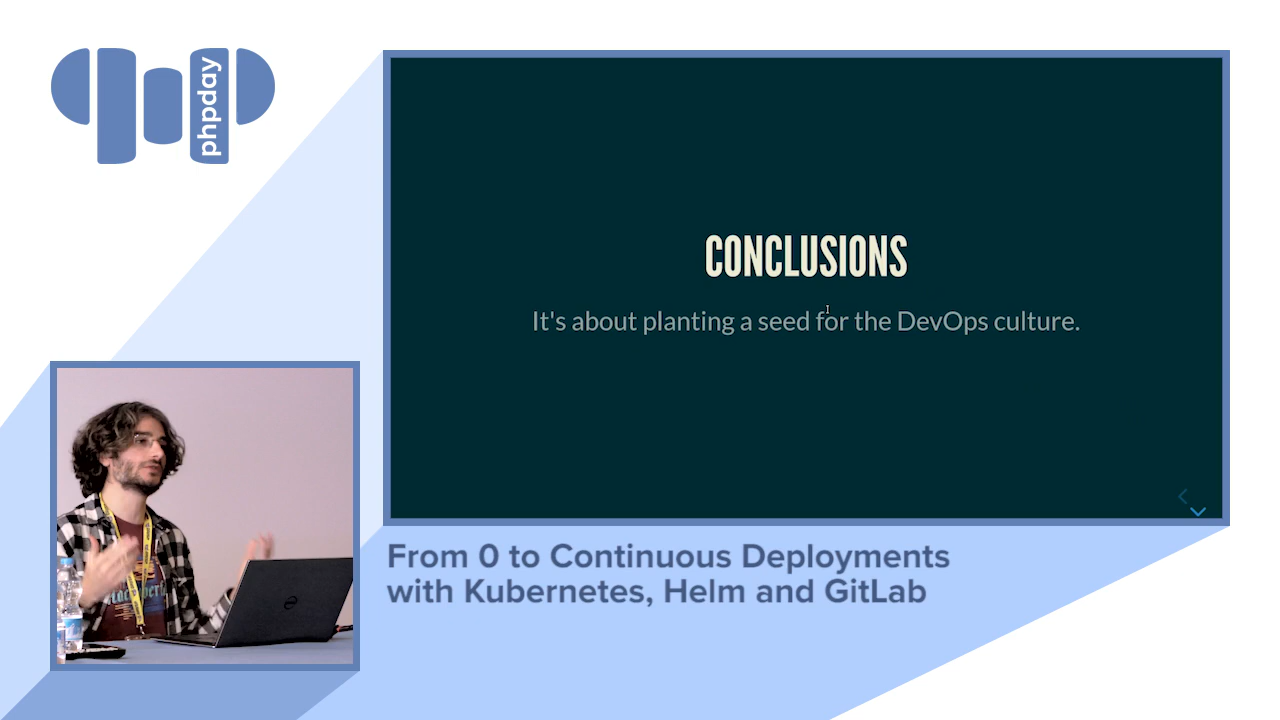 phpday
CONCLUSIONS
It's about planting a seed for the DevOps culture.
From 0 to Continuous Deployments
with Kubernetes, Helm and GitLab